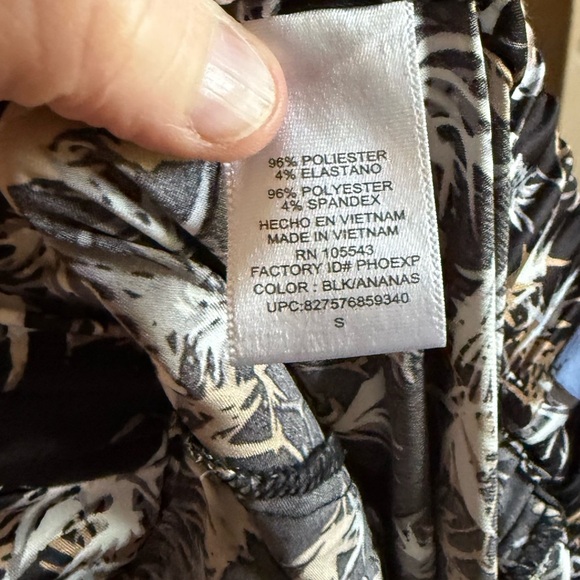 96% POLIESTER
4% ELASTANO
96% POLYESTER
4% SPANDEX
HECHO EN VIETNAM
MADE IN VIETNAM
RN 105543
FACTORY ID# PHOEXP
COLOR : BLK/ANANAS
UPC:827576859340
S